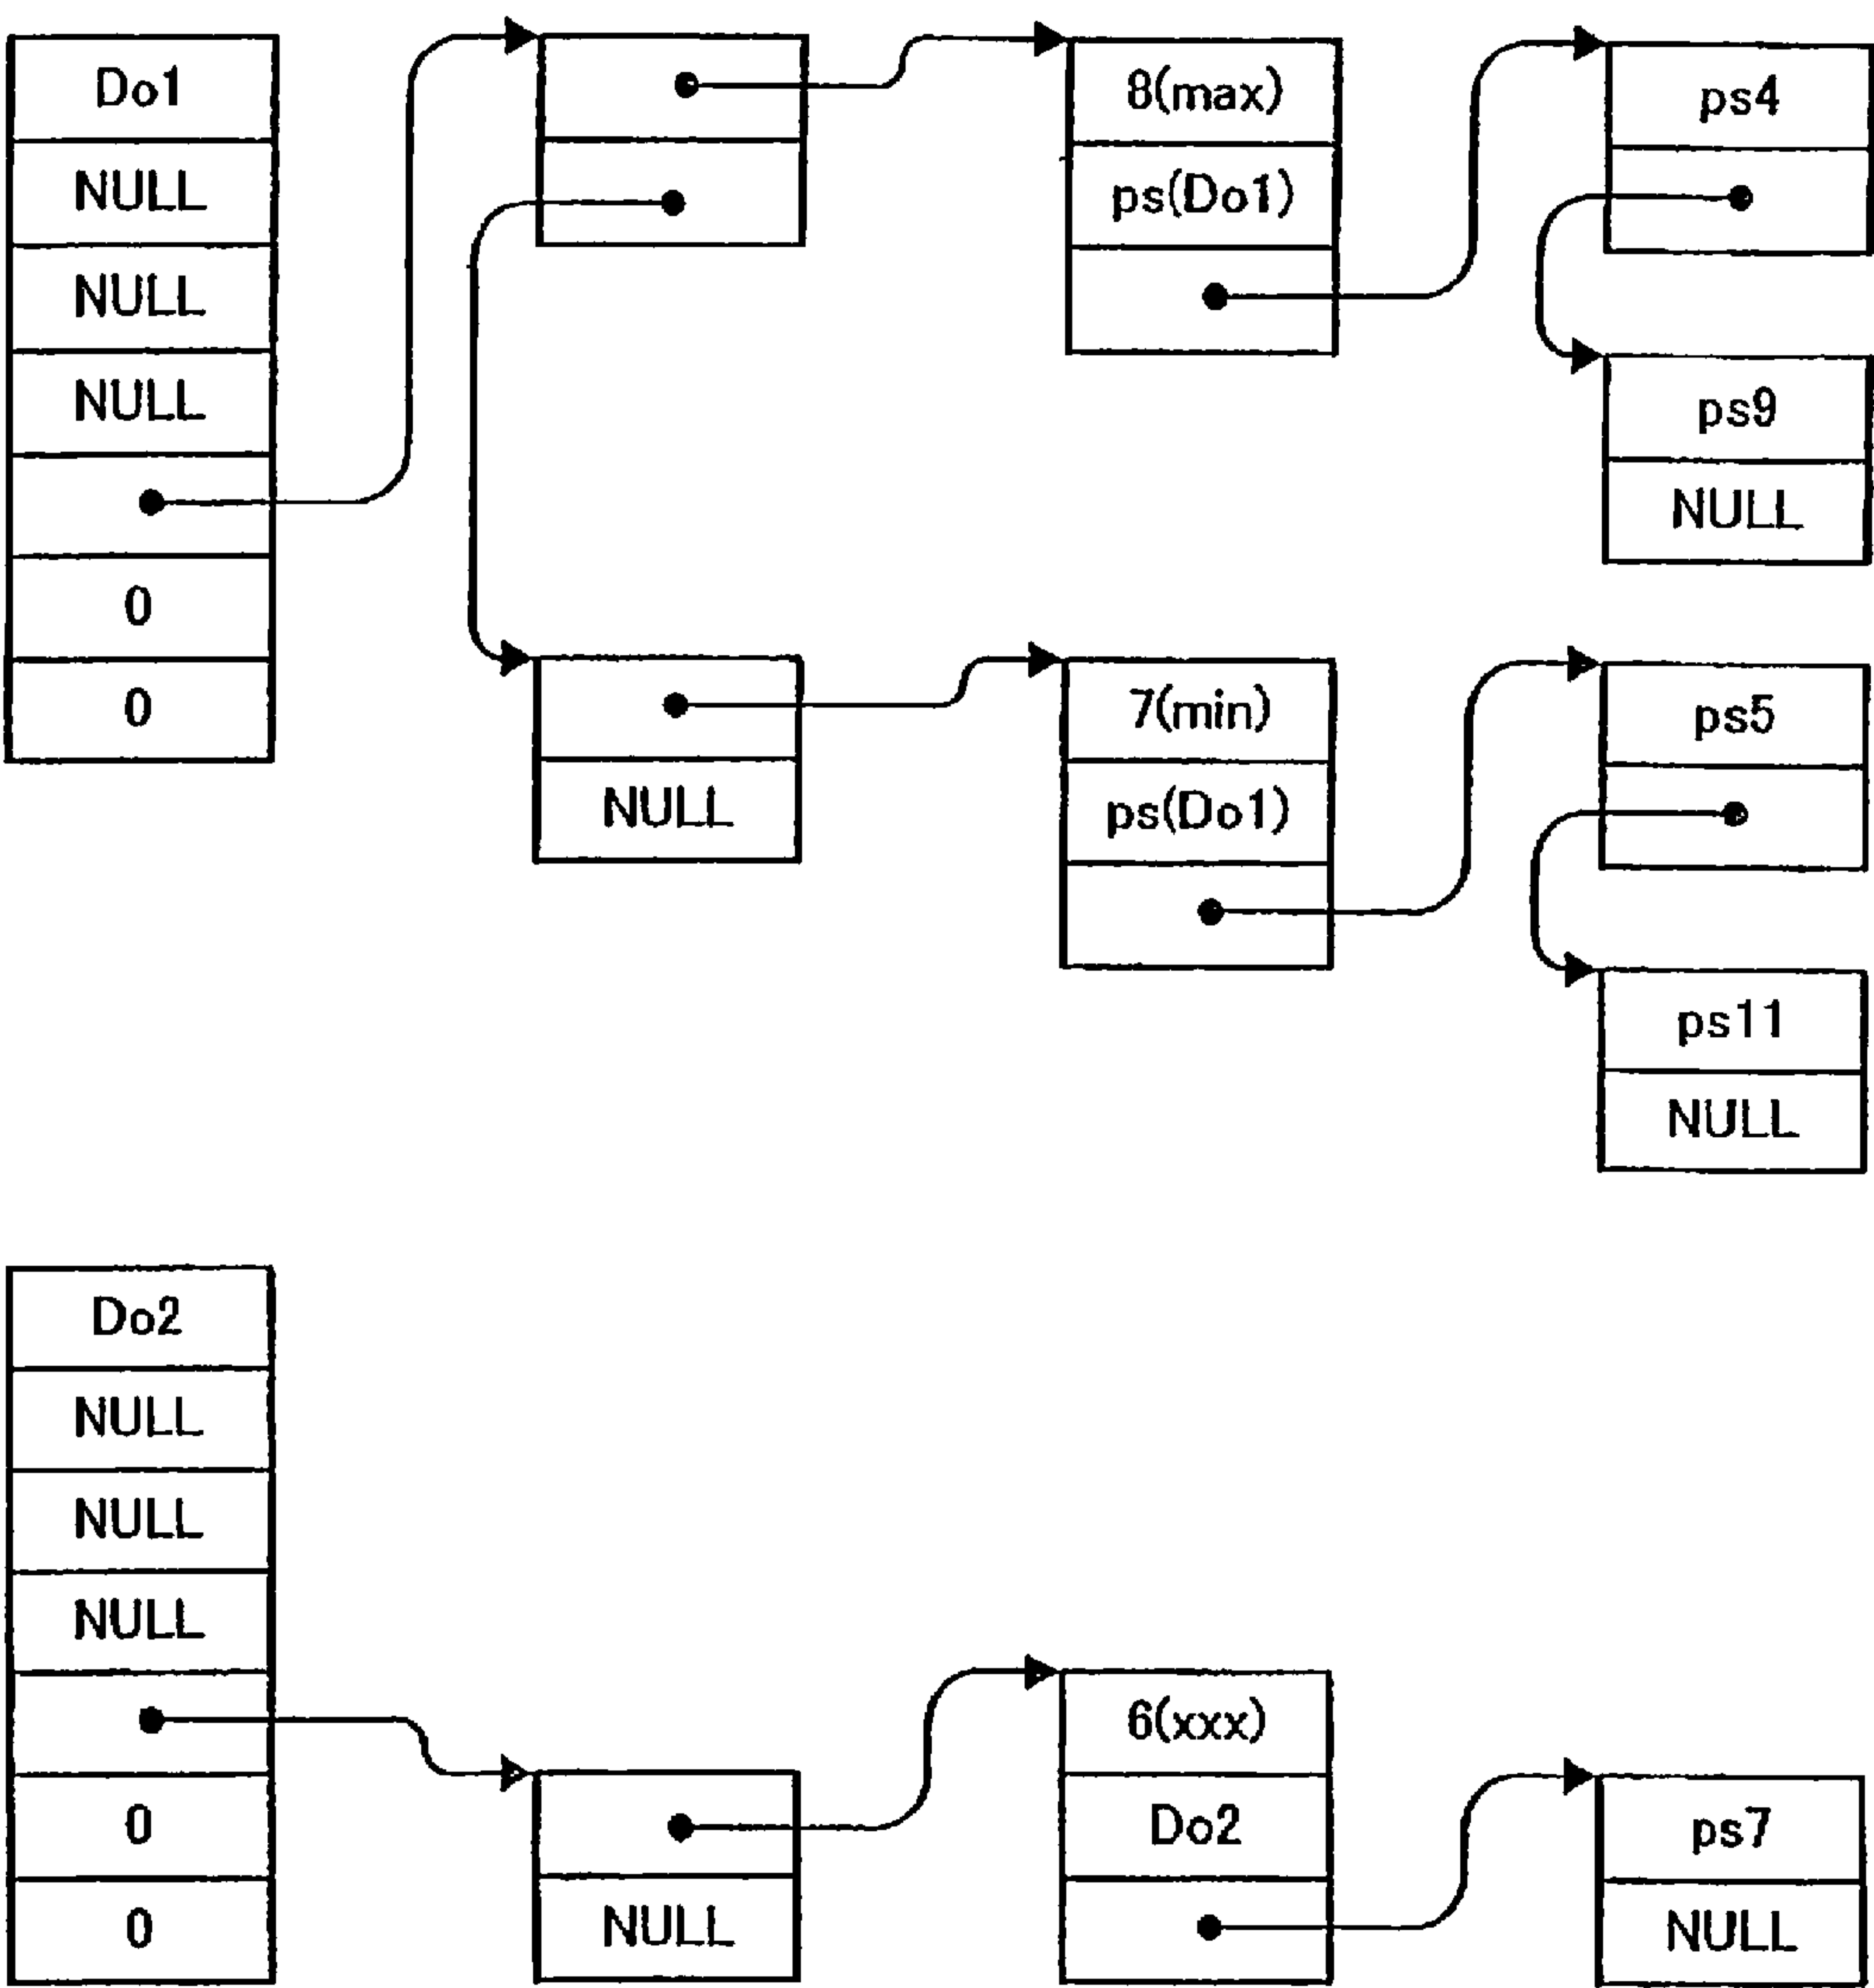 Do1
NULL
NULL
NULL
0
0
NULL
8(max)
ps(Do1)
7(min)
ps(Do1)
ps4
ps9
NULL
ps5
ps11
NULL
Do2
NULL
NULL
NULL
0
0
NULL
6(xxx)
Do2
ps7
NULL